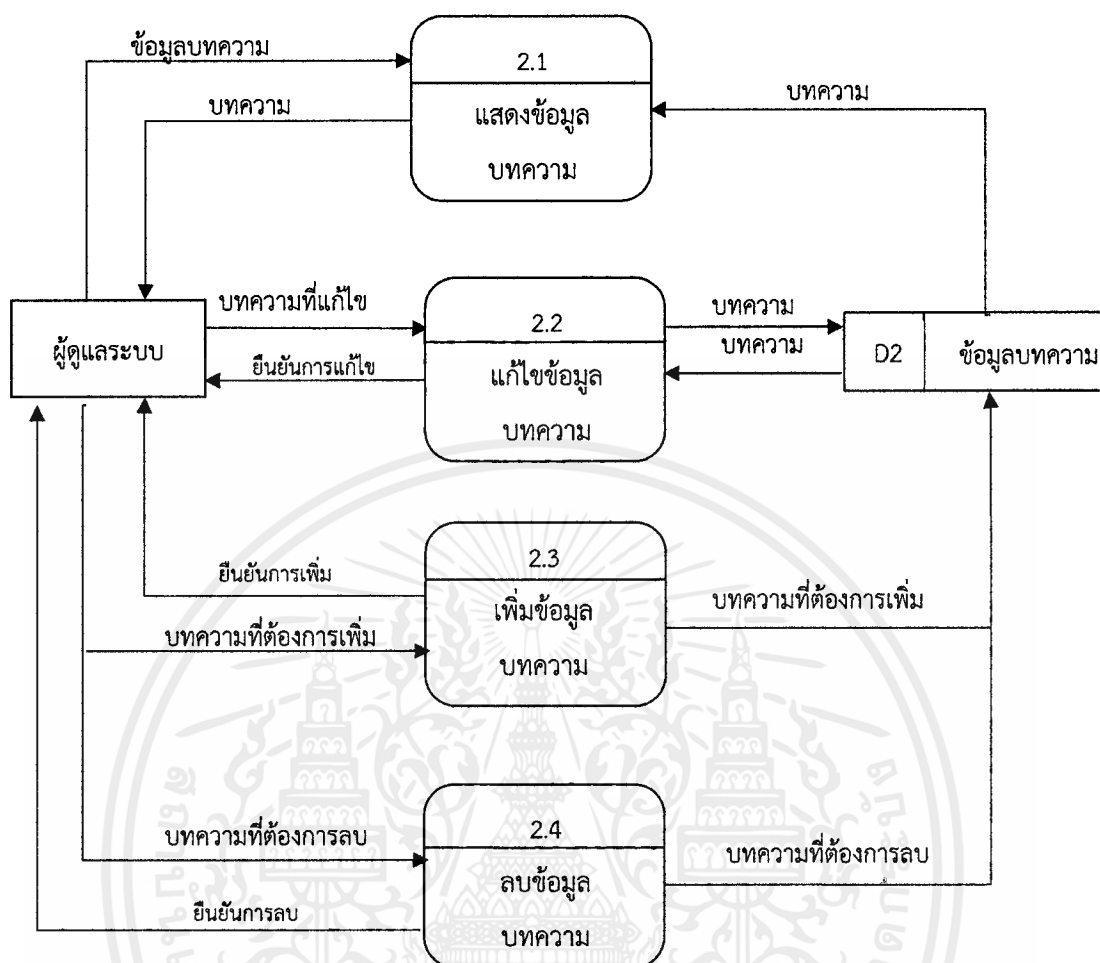 ข้อมูลบทความ
2.1
บทความ
แสดงข้อมูล
บทความ
บทความ
ผู้ดูแลระบบ
บทความที่แก้ไข
ยืนยันการแก้ไข
2.2
แก้ไขข้อมูล
บทความ
บทความ
บทความ
D2
ข้อมูลบทความ
ยืนยันการเพิ่ม
บทความที่ต้องการเพิ่ม
2.3
เพิ่มข้อมูล
บทความ
บทความที่ต้องการเพิ่ม
บทความที่ต้องการลบ
ยืนยันการลบ
2.4
ลบข้อมูล
บทความ
บทความที่ต้องการลบ